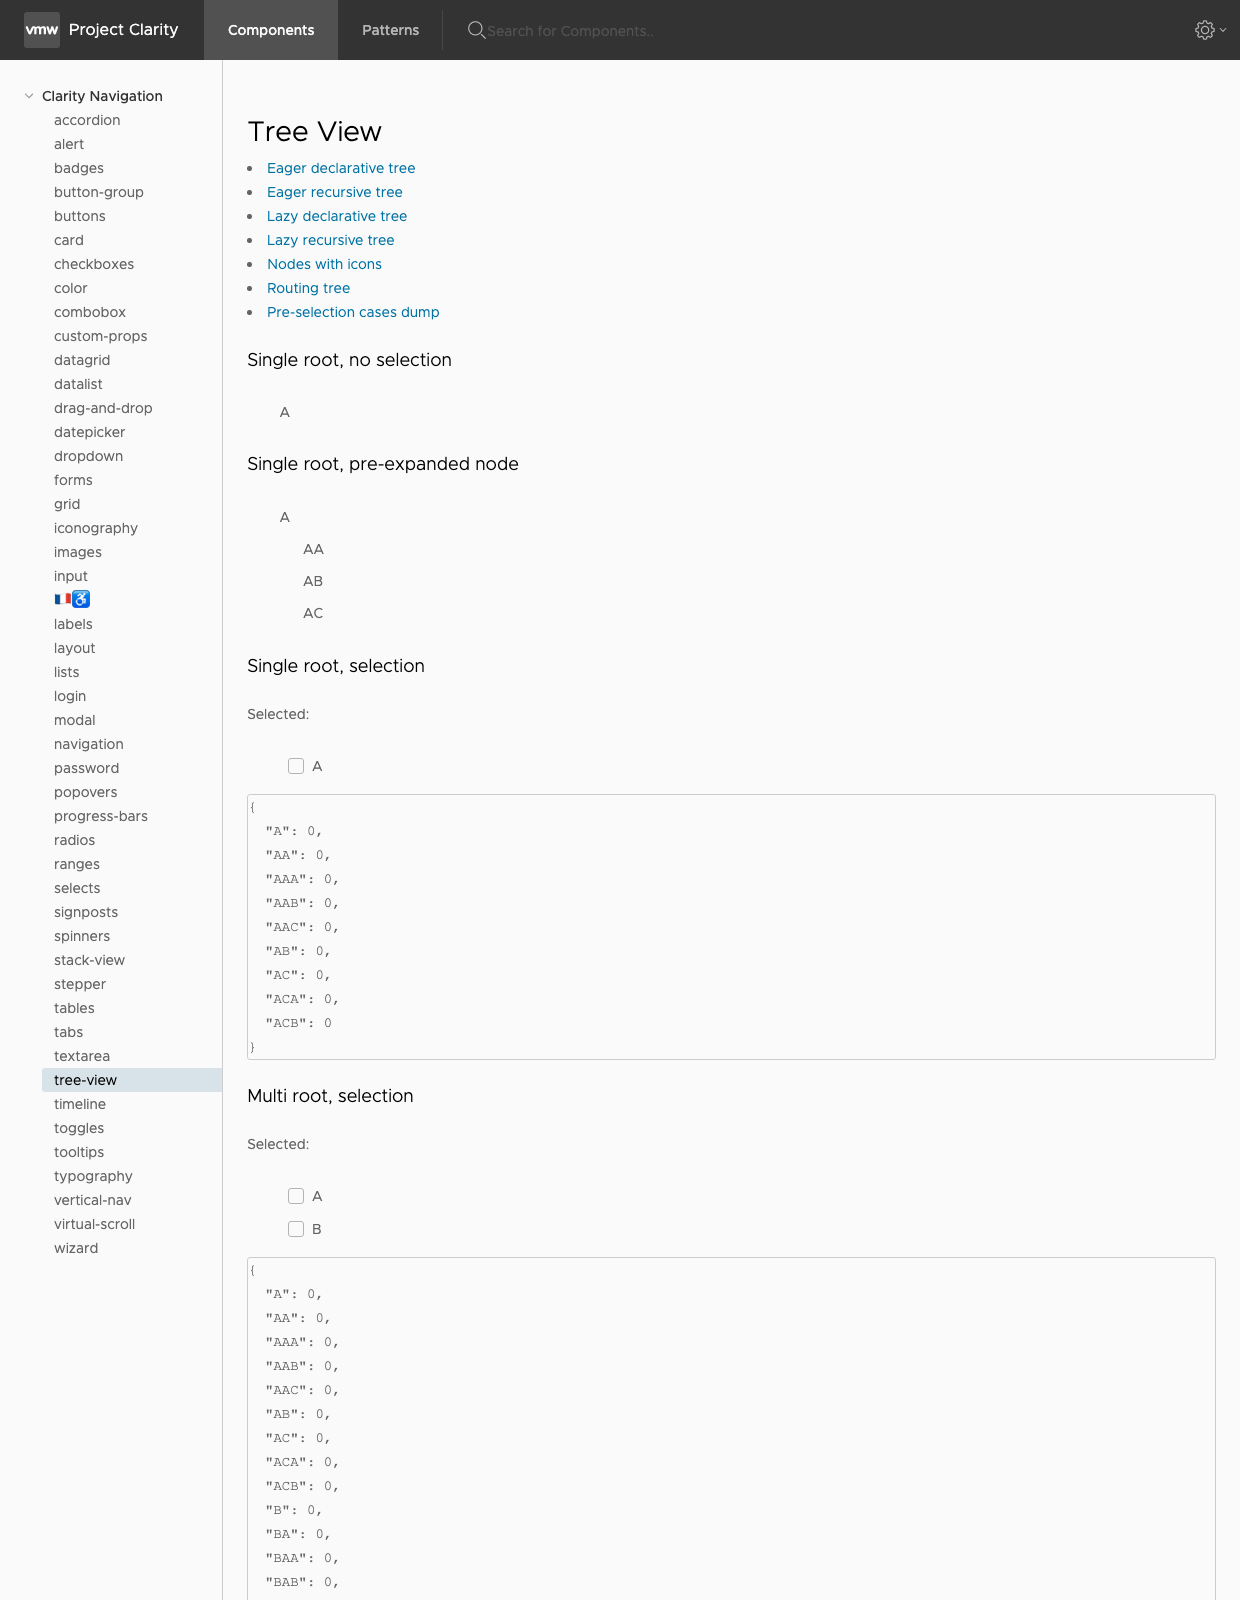 vmw Project Clarity Components Patterns Search for Components..
Clarity Navigation
accordion
alert
badges
button-group
buttons
card
checkboxes
color
combobox
custom-props
datagrid
datalist
drag-and-drop
datepicker
dropdown
forms
grid
iconography
images
input
🇫🇷♿
labels
layout
lists
login
modal
navigation
password
popovers
progress-bars
radios
ranges
selects
signposts
spinners
stack-view
stepper
tables
tabs
textarea
tree-view
timeline
toggles
tooltips
typography
vertical-nav
virtual-scroll
wizard
Tree View
• Eager declarative tree
• Eager recursive tree
• Lazy declarative tree
• Lazy recursive tree
• Nodes with icons
• Routing tree
• Pre-selection cases dump
Single root, no selection
A
Single root, pre-expanded node
A
AA
AB
AC
Single root, selection
Selected:
A
{
"A": 0,
"AA": 0,
"AAA": 0,
"AAB": 0,
"AAC": 0,
"AB": 0,
"AC": 0,
"ACA": 0,
"ACB": 0
}
Multi root, selection
Selected:
A
B
{
"A": 0,
"AA": 0,
"AAA": 0,
"AAB": 0,
"AAC": 0,
"AB": 0,
"AC": 0,
"ACA": 0,
"ACB": 0,
"B": 0,
"BA": 0,
"BAA": 0,
"BAB": 0,